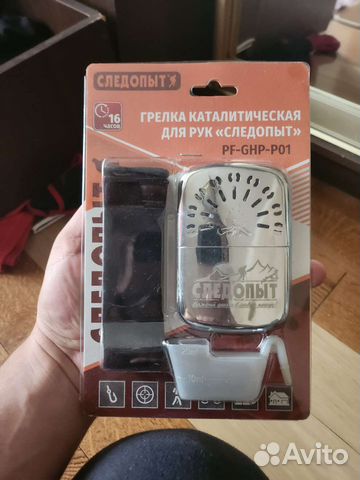 СЛЕДОПЫТ'S
16
ЧАСОВ
ГРЕЛКА КАТАЛИТИЧЕСКАЯ
ДЛЯ РУК «СЛЕДОПЫТ»
PF-GHP-P01
СЛЕДОПЫТ
Avito